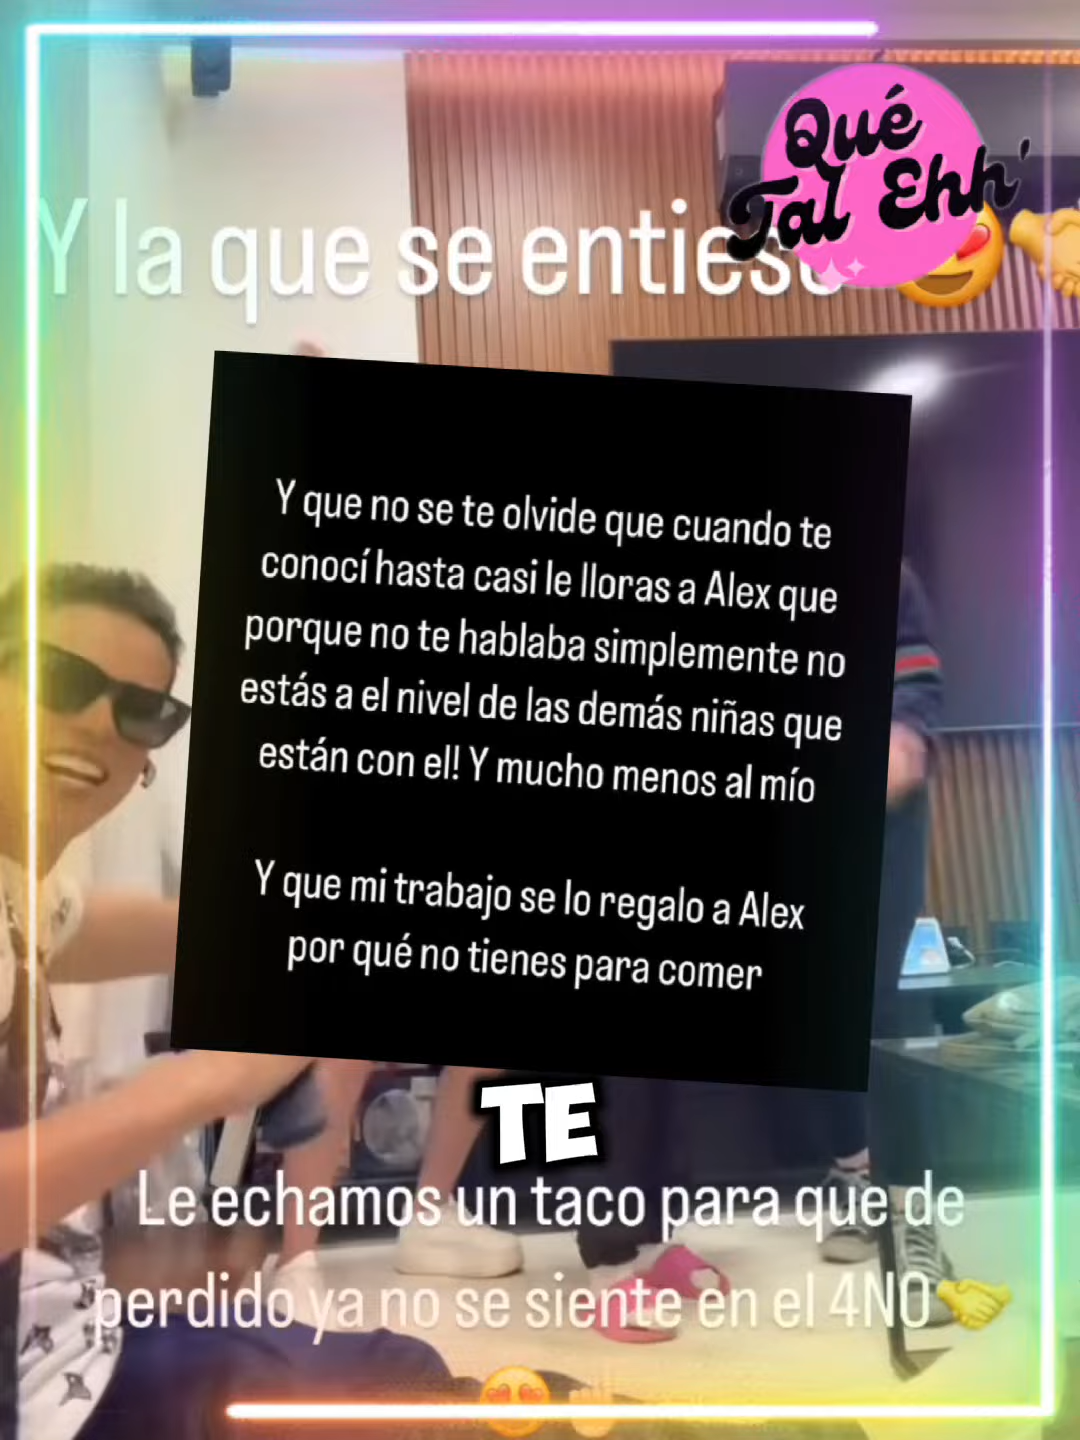 Qué
Tal Ehh'
Y la que se entiese
Y que no se te olvide que cuando te
conocí hasta casi le lloras a Alex que
porque no te hablaba simplemente no
estás a el nivel de las demás niñas que
están con el! Y mucho menos al mío
Y que mi trabajo se lo regalo a Alex
por qué no tienes para comer
TE
Le echamos un taco para que de
perdido ya no se siente en el 4NO